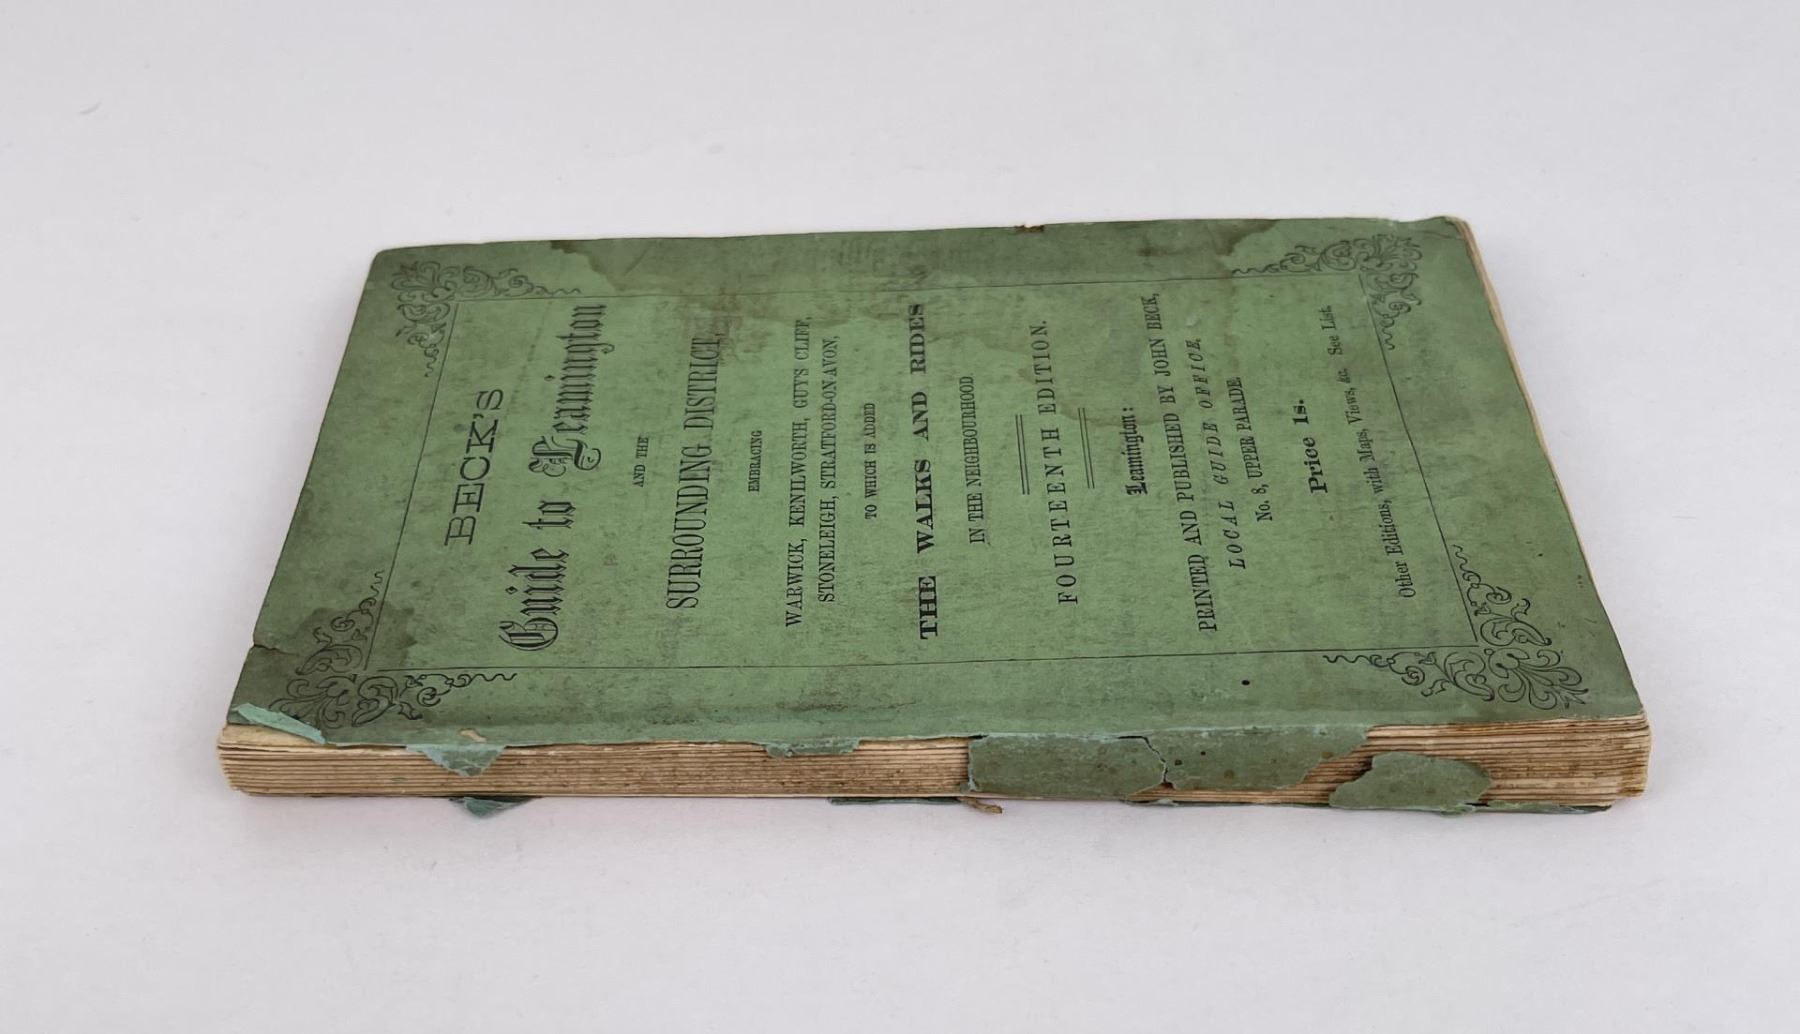 BECK'S
Guide to Leamington
AND THE
SURROUNDING DISTRICT,
EMBRACING
WARWICK, KENILWORTH, GUY'S CLIFF,
STONELEIGH, STRATFORD-ON AVON,
TO WHICH IS ADDED
THE WALKS AND RIDES
IN THE NEIGHBOURHOOD
FOURTEENTH EDITION.
Leamington:
PRINTED AND PUBLISHED BY JOHN BECK,
LOCAL GUIDE OFFICE,
No. 8, UPPER PARADE.
Price 1s.
Other Editions, with Maps, Views, &c. See List.